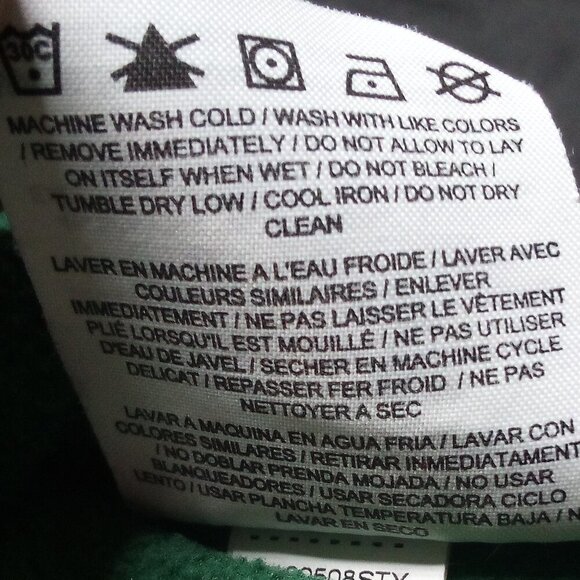 30C
MACHINE WASH COLD / WASH WITH LIKE COLORS
/ REMOVE IMMEDIATELY / DO NOT ALLOW TO LAY
ON ITSELF WHEN WET / DO NOT BLEACH /
TUMBLE DRY LOW / COOL IRON / DO NOT DRY
CLEAN
LAVER EN MACHINE A L'EAU FROIDE / LAVER AVEC
COULEURS SIMILAIRES / ENLEVER
IMMEDIATEMENT / NE PAS LAISSER LE VÊTEMENT
PLIÉ LORSQU'IL EST MOUILLÉ / NE PAS UTILISER
D'EAU DE JAVEL / SECHER EN MACHINE CYCLE
DELICAT / REPASSER FER FROID / NE PAS
NETTOYER A SEC
LAVAR A MAQUINA EN AGUA FRIA / LAVAR CON
COLORES SIMILARES / RETIRAR INMEDIATAMENT
/ NO DOBLAR PRENDA MOJADA / NO USAR
BLANQUEADORES / USAR SECADORA CICLO
LENTO / USAR PLANCHA TEMPERATURA BAJA / N
LAVAR EN SECO